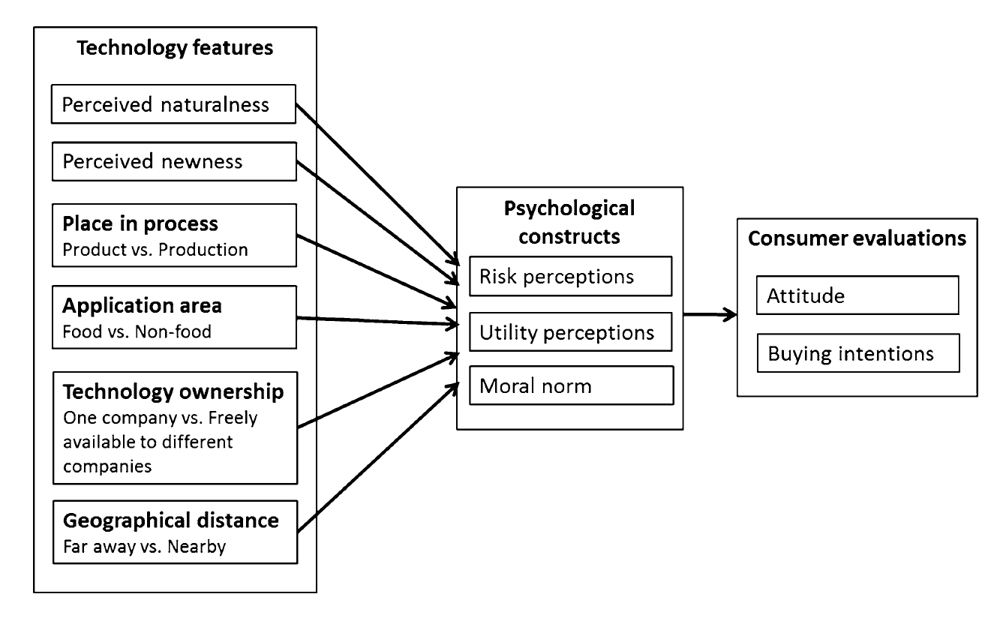 Technology features
Perceived naturalness
Perceived newness
Place in process
Product vs. Production
Application area
Food vs. Non-food
Technology ownership
One company vs. Freely
available to different
companies
Geographical distance
Far away vs. Nearby
Psychological
constructs
Risk perceptions
Utility perceptions
Moral norm
Consumer evaluations
Attitude
Buying intentions